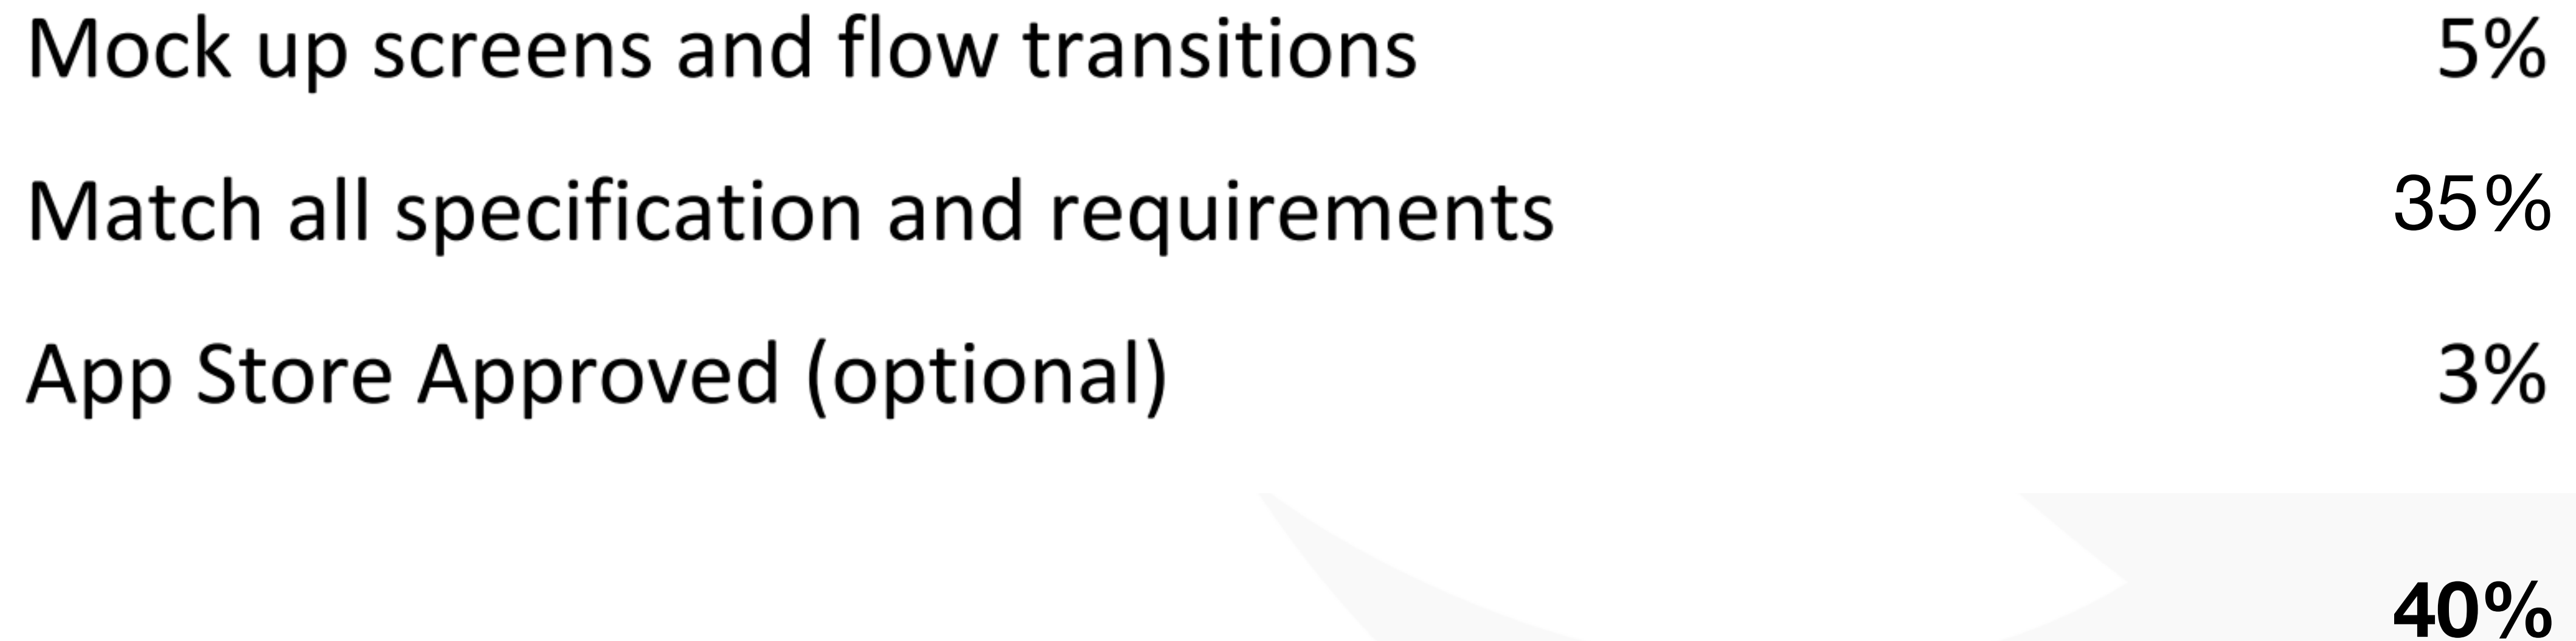 Mock up screens and flow transitions 5%
Match all specification and requirements 35%
App Store Approved (optional) 3%
40%